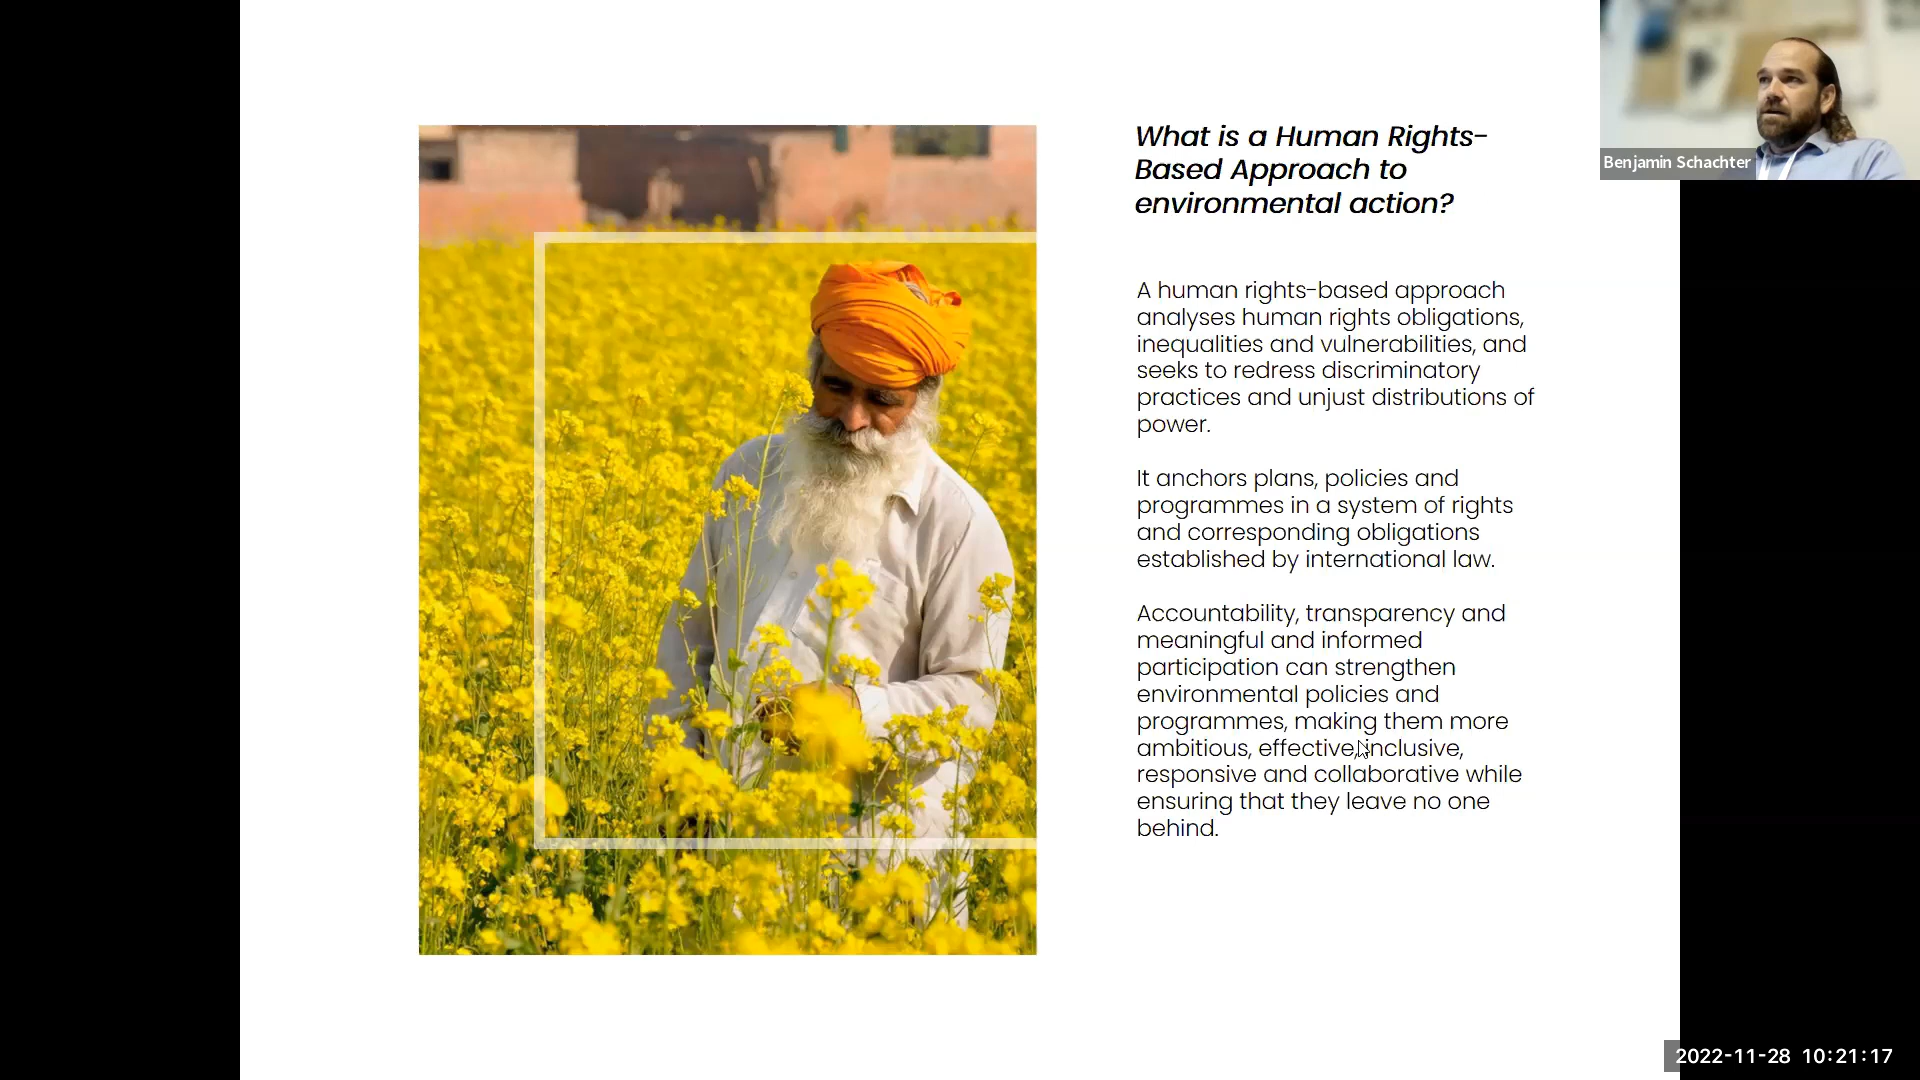 What is a Human Rights-
Based Approach to
environmental action?
A human rights-based approach
analyses human rights obligations,
inequalities and vulnerabilities, and
seeks to redress discriminatory
practices and unjust distributions of
power.
It anchors plans, policies and
programmes in a system of rights
and corresponding obligations
established by international law.
Accountability, transparency and
meaningful and informed
participation can strengthen
environmental policies and
programmes, making them more
ambitious, effective, inclusive,
responsive and collaborative while
ensuring that they leave no one
behind.
Benjamin Schachter
2022-11-28 10:21:17